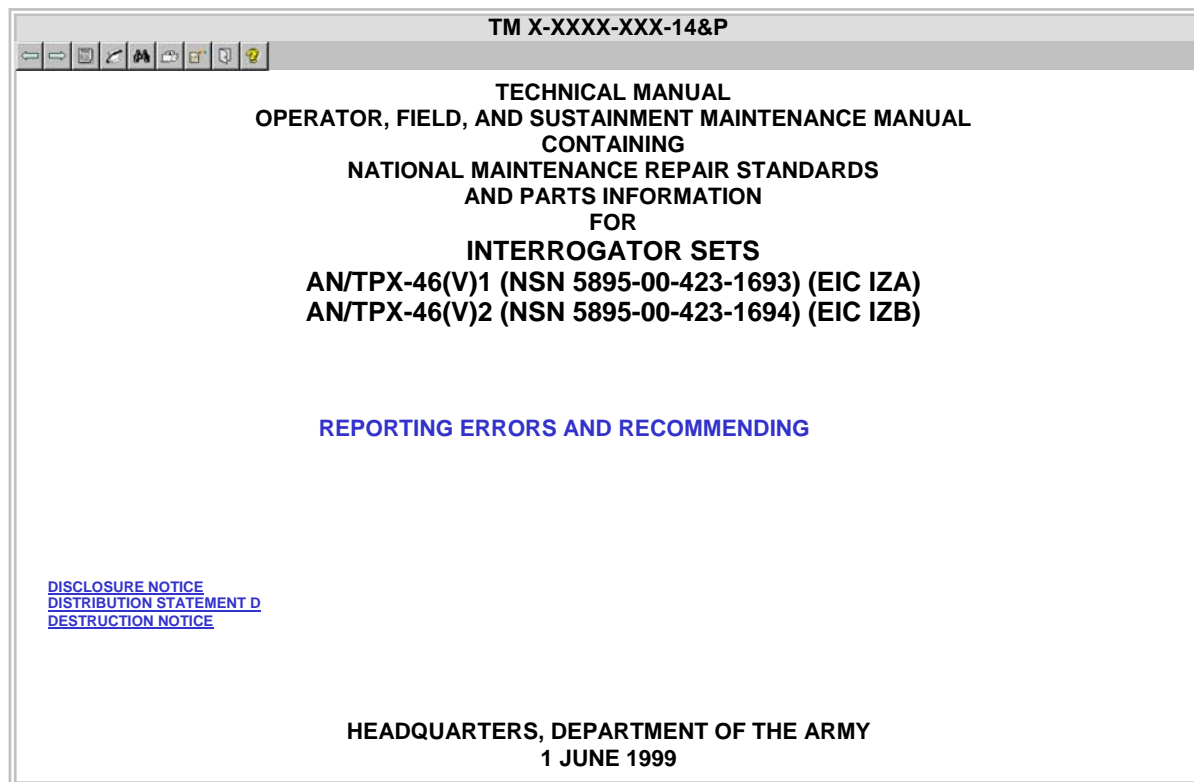 TM X-XXXX-XXX-14&P
TECHNICAL MANUAL
OPERATOR, FIELD, AND SUSTAINMENT MAINTENANCE MANUAL
CONTAINING
NATIONAL MAINTENANCE REPAIR STANDARDS
AND PARTS INFORMATION
FOR
INTERROGATOR SETS
AN/TPX-46(V)1 (NSN 5895-00-423-1693) (EIC IZA)
AN/TPX-46(V)2 (NSN 5895-00-423-1694) (EIC IZB)
REPORTING ERRORS AND RECOMMENDING
DISCLOSURE NOTICE
DISTRIBUTION STATEMENT D
DESTRUCTION NOTICE
HEADQUARTERS, DEPARTMENT OF THE ARMY
1 JUNE 1999